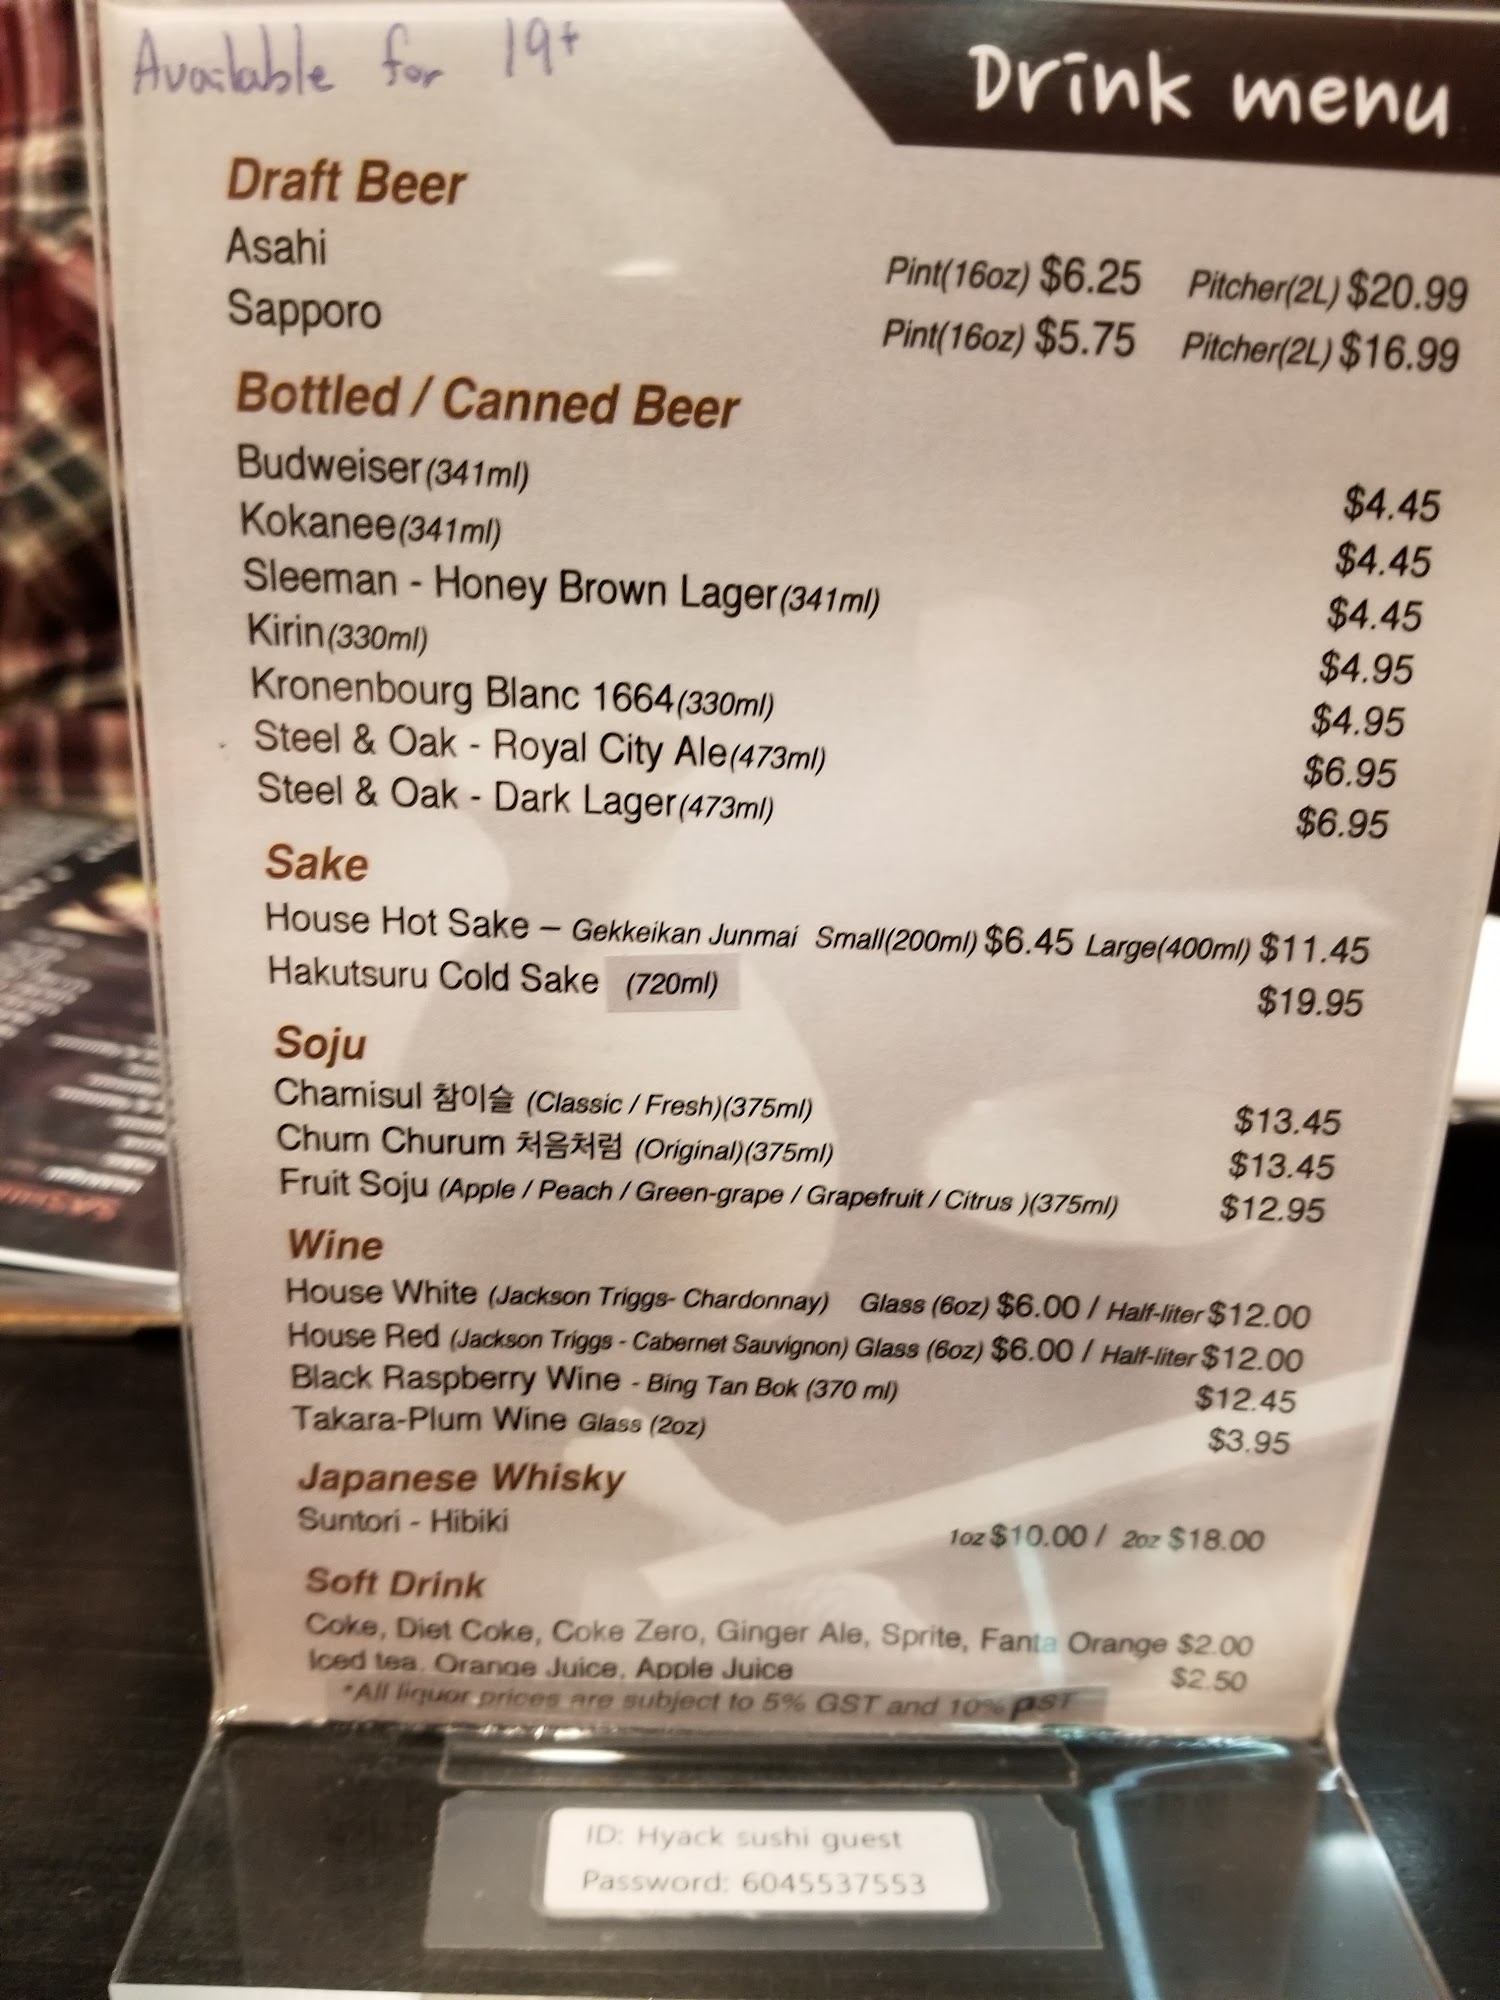 Available for 19+
Drink menu
Draft Beer
Asahi Pint(16oz) $6.25 Pitcher(2L) $20.99
Sapporo Pint(16oz) $5.75 Pitcher(2L) $16.99
Bottled / Canned Beer
Budweiser(341ml) $4.45
Kokanee(341ml) $4.45
Sleeman - Honey Brown Lager(341ml) $4.45
Kirin(330ml) $4.95
Kronenbourg Blanc 1664(330ml) $4.95
Steel & Oak - Royal City Ale(473ml) $6.95
Steel & Oak - Dark Lager(473ml) $6.95
Sake
House Hot Sake – Gekkeikan Junmai Small(200ml) $6.45 Large(400ml) $11.45
Hakutsuru Cold Sake (720ml) $19.95
Soju
Chamisul 참이슬 (Classic / Fresh)(375ml) $13.45
Chum Churum 처음처럼 (Original)(375ml) $13.45
Fruit Soju (Apple / Peach / Green-grape / Grapefruit / Citrus )(375ml) $12.95
Wine
House White (Jackson Triggs- Chardonnay) Glass (6oz) $6.00 / Half-liter $12.00
House Red (Jackson Triggs - Cabernet Sauvignon) Glass (6oz) $6.00 / Half-liter $12.00
Black Raspberry Wine - Bing Tan Bok (370 ml) $12.45
Takara-Plum Wine Glass (2oz) $3.95
Japanese Whisky
Suntori - Hibiki 1oz $10.00 / 2oz $18.00
Soft Drink
Coke, Diet Coke, Coke Zero, Ginger Ale, Sprite, Fanta Orange $2.00
Iced tea, Orange Juice, Apple Juice $2.50
*All liquor prices are subject to 5% GST and 10% PST
ID: Hyack sushi guest
Password: 6045537553